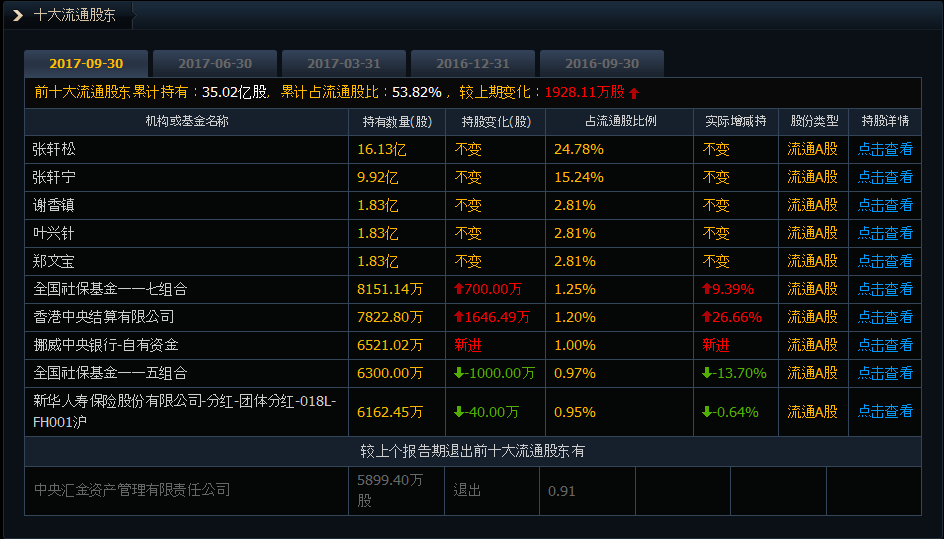 十大流通股东
2017-09-30 2017-06-30 2017-03-31 2016-12-31 2016-09-30
前十大流通股东累计持有：35.02亿股, 累计占流通股比：53.82% , 较上期变化：1928.11万股
机构或基金名称 持有数量(股) 持股变化(股) 占流通股比例 实际增减持 股份类型 持股详情
张轩松 16.13亿 不变 24.78% 不变 流通A股 点击查看
张轩宁 9.92亿 不变 15.24% 不变 流通A股 点击查看
谢香镇 1.83亿 不变 2.81% 不变 流通A股 点击查看
叶兴针 1.83亿 不变 2.81% 不变 流通A股 点击查看
郑文宝 1.83亿 不变 2.81% 不变 流通A股 点击查看
全国社保基金一一七组合 8151.14万 700.00万 1.25% 9.39% 流通A股 点击查看
香港中央结算有限公司 7822.80万 1646.49万 1.20% 26.66% 流通A股 点击查看
挪威中央银行-自有资金 6521.02万 新进 1.00% 新进 流通A股 点击查看
全国社保基金一一五组合 6300.00万 -1000.00万 0.97% -13.70% 流通A股 点击查看
新华人寿保险股份有限公司-分红-团体分红-018L-
FH001沪 6162.45万 -40.00万 0.95% -0.64% 流通A股 点击查看
较上个报告期退出前十大流通股东有
中央汇金资产管理有限责任公司 5899.40万 退出 0.91
股